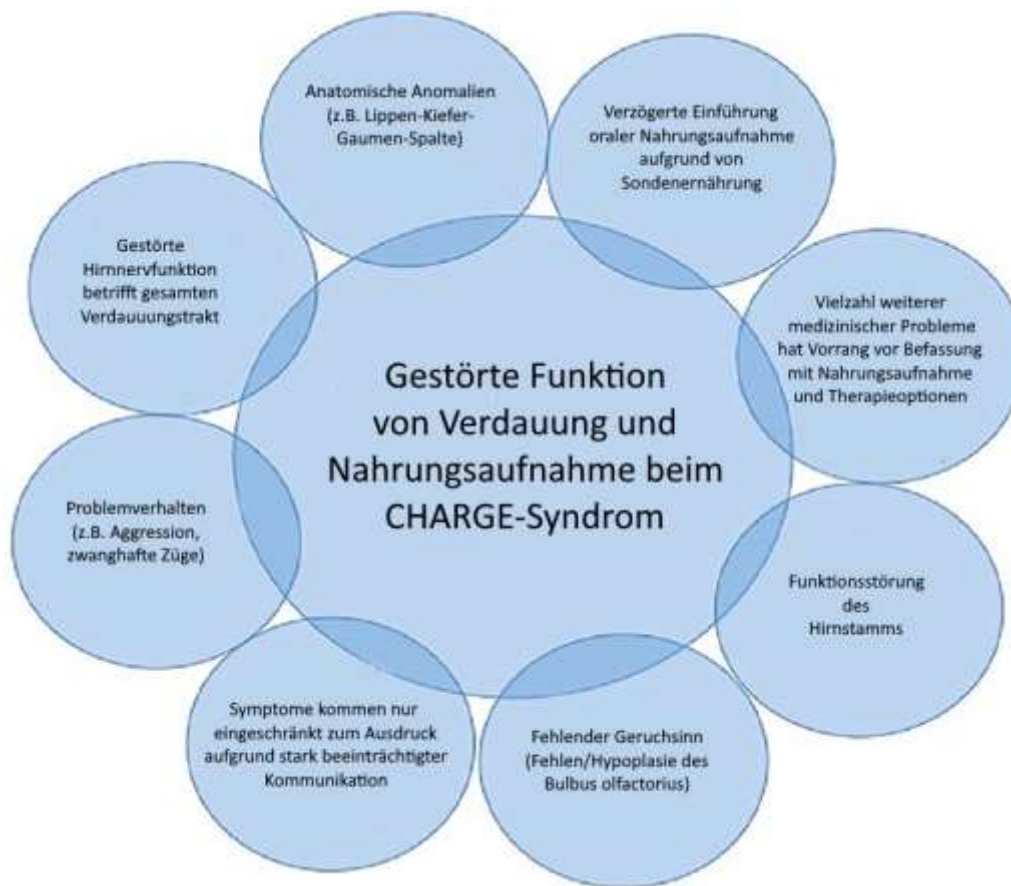 Anatomische Anomalien
(z.B. Lippen-Kiefer-
Gaumen-Spalte)
Verzögerte Einführung
oraler Nahrungsaufnahme
aufgrund von
Sondenernährung
Gestörte
Hirnnervfunktion
betrifft gesamten
Verdauuungstrakt
Vielzahl weiterer
medizinischer Probleme
hat Vorrang vor Befassung
mit Nahrungsaufnahme
und Therapieoptionen
Gestörte Funktion
von Verdauung und
Nahrungsaufnahme beim
CHARGE-Syndrom
Problemverhalten
(z.B. Aggression,
zwanghafte Züge)
Funktionsstörung
des
Hirnstamms
Symptome kommen nur
eingeschränkt zum Ausdruck
aufgrund stark beeinträchtigter
Kommunikation
Fehlender Geruchsinn
(Fehlen/Hypoplasie des
Bulbus olfactorius)